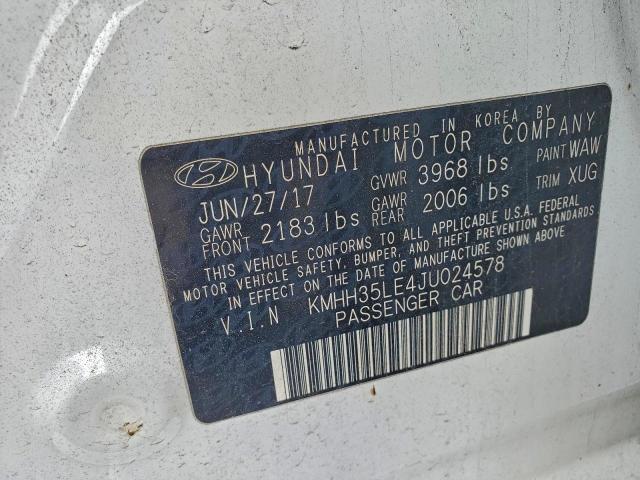 MANUFACTURED IN KOREA BY
HYUNDAI MOTOR COMPANY
JUN/27/17 GVWR 3968 lbs PAINT WAW
GAWR FRONT 2183 lbs GAWR REAR 2006 lbs TRIM XUG
THIS VEHICLE CONFORMS TO ALL APPLICABLE U.S.A. FEDERAL
MOTOR VEHICLE SAFETY, BUMPER, AND THEFT PREVENTION STANDARDS
IN EFFECT ON THE DATE OF MANUFACTURE SHOWN ABOVE
V.I.N KMHH35LE4JU024578
PASSENGER CAR